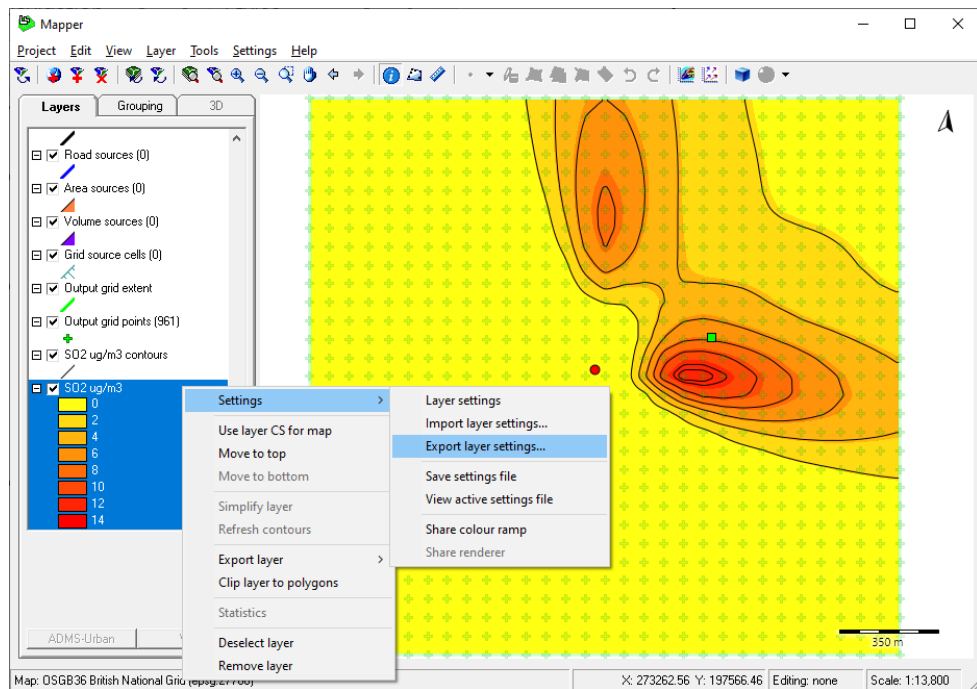 Mapper
Project Edit View Layer Tools Settings Help
Layers Grouping 3D
Road sources (0)
Area sources (0)
Volume sources (0)
Grid source cells (0)
Output grid extent
Output grid points (961)
SO2 ug/m3 contours
SO2 ug/m3
0
2
4
6
8
10
12
14
Settings
Use layer CS for map
Move to top
Move to bottom
Simplify layer
Refresh contours
Export layer
Clip layer to polygons
Statistics
Deselect layer
Remove layer
Layer settings
Import layer settings...
Export layer settings...
Save settings file
View active settings file
Share colour ramp
Share renderer
350 m
ADMS-Urban V
Map: OSGB36 British National Grid (epsg:27700) X: 273262.56 Y: 197566.46 Editing: none Scale: 1:13,800